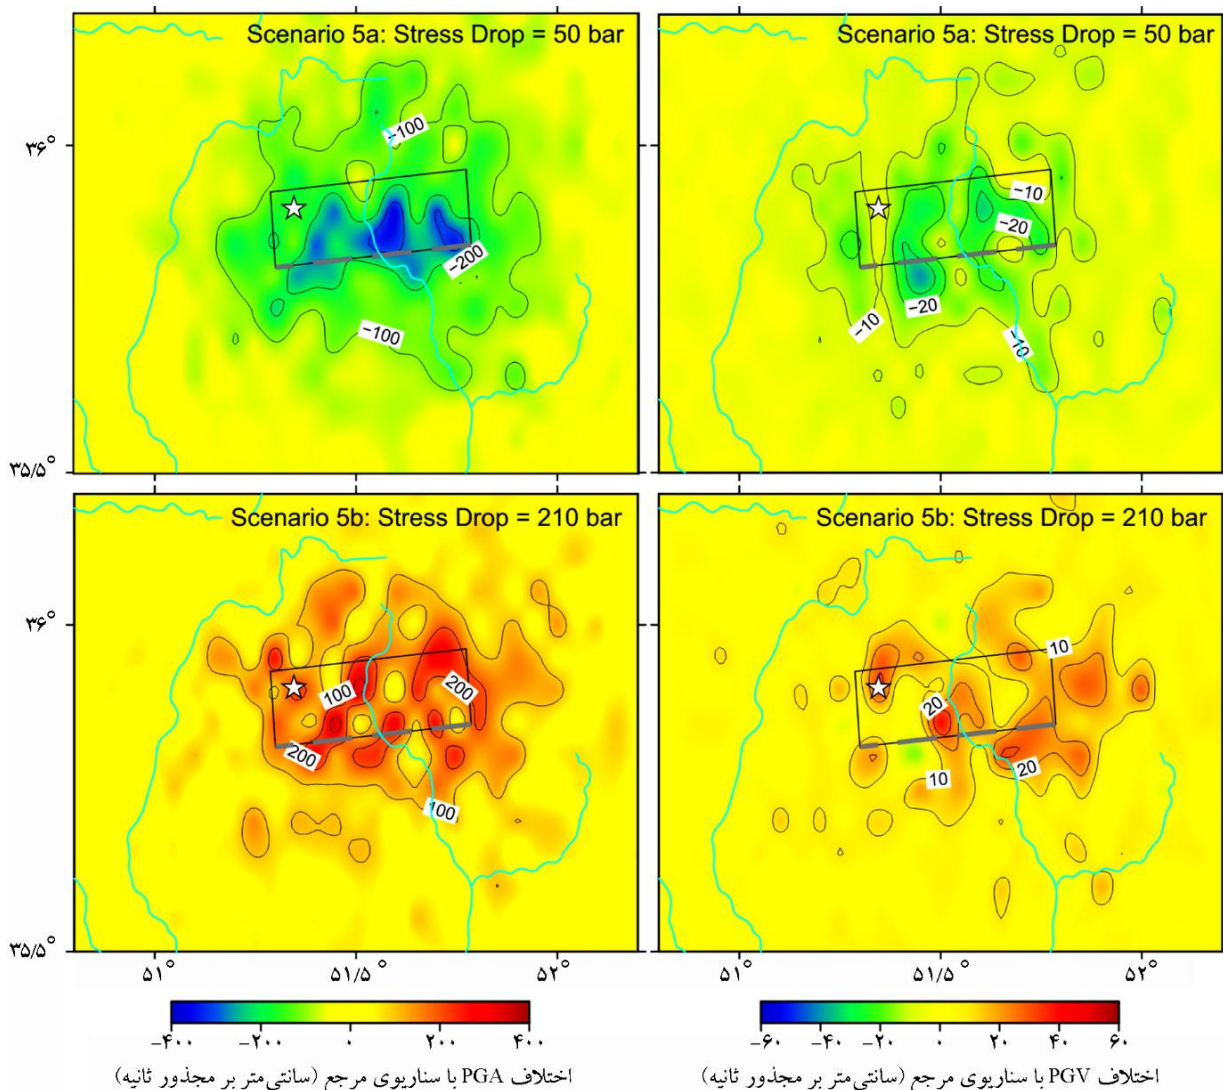 Scenario 5a: Stress Drop = 50 bar
Scenario 5a: Stress Drop = 50 bar
۳۶°
−100
−200
−100
−10
−20
−20
−10
−10
۳۵/۵°
Scenario 5b: Stress Drop = 210 bar
Scenario 5b: Stress Drop = 210 bar
۳۶°
100
200
200
100
10
20
20
10
۳۵/۵°
۵۱° ۵۱/۵° ۵۲° ۵۱° ۵۱/۵° ۵۲°
−۴۰۰ −۲۰۰ ۰ ۲۰۰ ۴۰۰
−۶۰ −۴۰ −۲۰ ۰ ۲۰ ۴۰ ۶۰
اختلاف PGA با سناریوی مرجع (سانتی‌متر بر مجذور ثانیه)
اختلاف PGV با سناریوی مرجع (سانتی‌متر بر مجذور ثانیه)